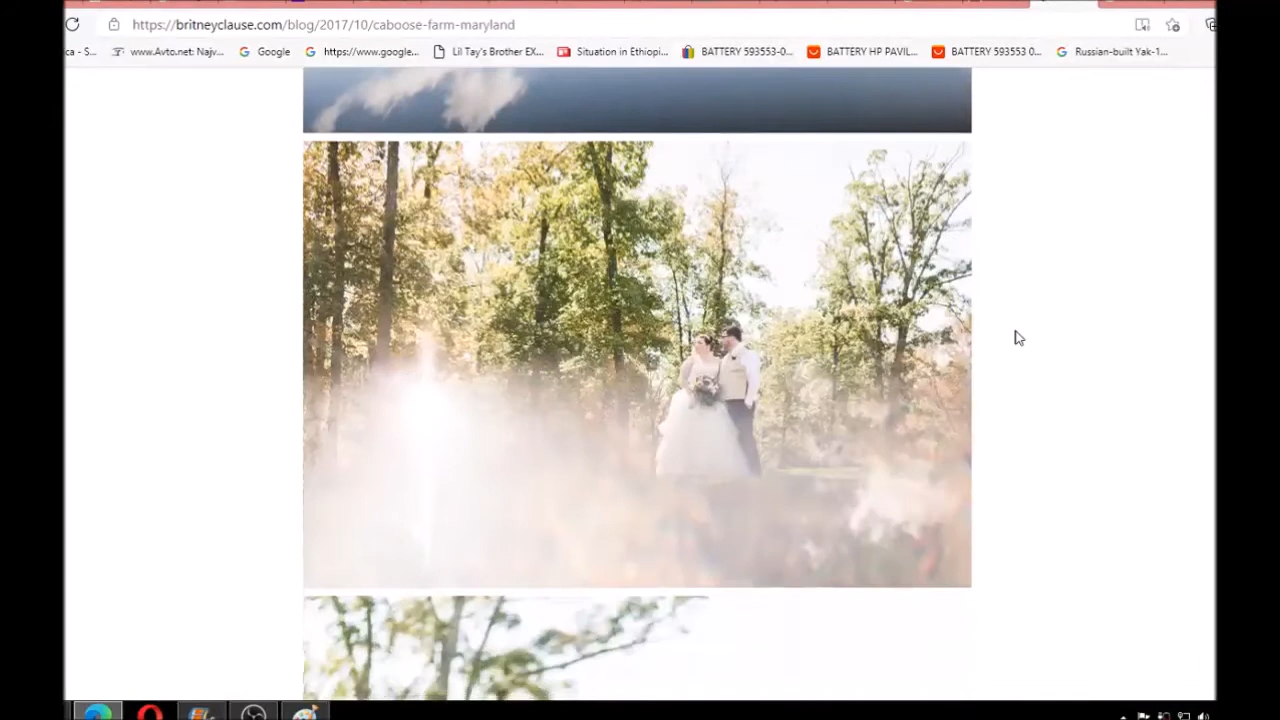 https://britneyclause.com/blog/2017/10/caboose-farm-maryland
ca - S... www.Avto.net: Najv... Google https://www.google... Lil Tay's Brother EX... Situation in Ethiopi... BATTERY 593553-0... BATTERY HP PAVIL... BATTERY 593553 0... Russian-built Yak-1...